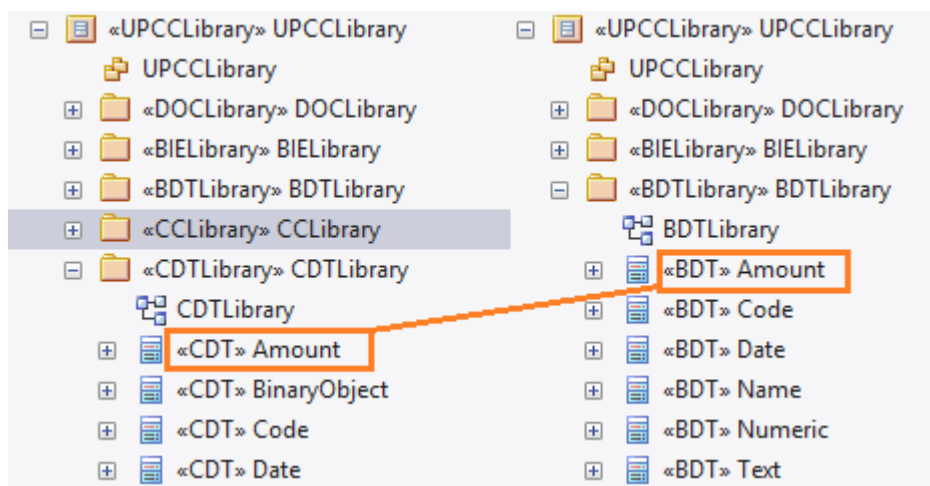 «UPCCLibrary» UPCCLibrary
UPCCLibrary
«DOCLibrary» DOCLibrary
«BIELibrary» BIELibrary
«BDTLibrary» BDTLibrary
«CCLibrary» CCLibrary
«CDTLibrary» CDTLibrary
CDTLibrary
«CDT» Amount
«CDT» BinaryObject
«CDT» Code
«CDT» Date
«UPCCLibrary» UPCCLibrary
UPCCLibrary
«DOCLibrary» DOCLibrary
«BIELibrary» BIELibrary
«BDTLibrary» BDTLibrary
BDTLibrary
«BDT» Amount
«BDT» Code
«BDT» Date
«BDT» Name
«BDT» Numeric
«BDT» Text